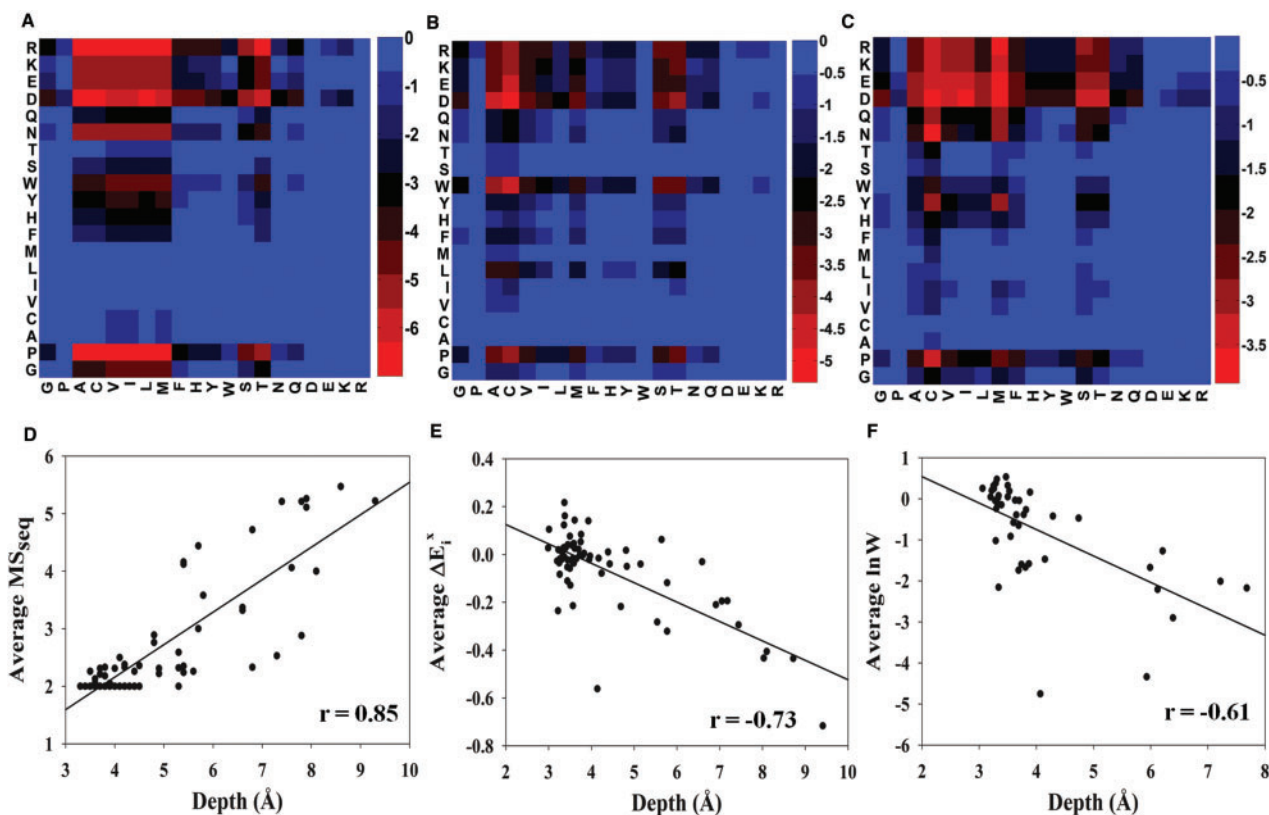 A
R
K
E
D
Q
N
T
S
W
Y
H
F
M
L
I
V
C
A
P
G
G P A C V I L M F H Y W S T N Q D E K R
0
-1
-2
-3
-4
-5
-6
B
R
K
E
D
Q
N
T
S
W
Y
H
F
M
L
I
V
C
A
P
G
G P A C V I L M F H Y W S T N Q D E K R
0
-0.5
-1
-1.5
-2
-2.5
-3
-3.5
-4
-4.5
-5
C
R
K
E
D
Q
N
T
S
W
Y
H
F
M
L
I
V
C
A
P
G
G P A C V I L M F H Y W S T N Q D E K R
-0.5
-1
-1.5
-2
-2.5
-3
-3.5
D
Average MSseq
6
5
4
3
2
1
r = 0.85
3 4 5 6 7 8 9 10
Depth (Å)
E
Average ΔEix
0.4
0.2
0.0
-0.2
-0.4
-0.6
-0.8
r = -0.73
2 3 4 5 6 7 8 9 10
Depth (Å)
F
Average lnW
1
0
-1
-2
-3
-4
-5
-6
r = -0.61
2 3 4 5 6 7 8
Depth (Å)